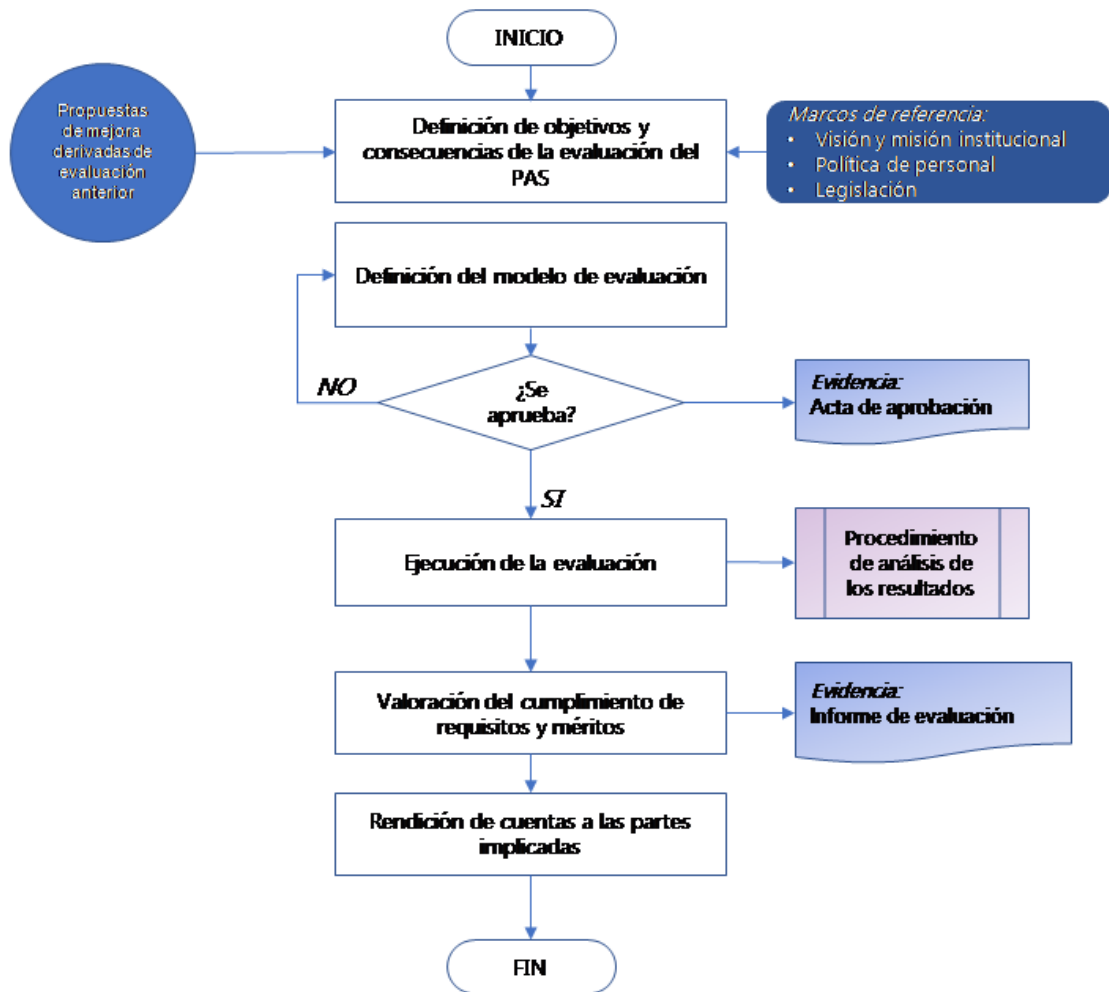 INICIO
Propuestas
de mejora
derivadas de
evaluación
anterior
Definición de objetivos y
consecuencias de la evaluación del
PAS
Marcos de referencia:
• Visión y misión institucional
• Política de personal
• Legislación
Definición del modelo de evaluación
NO
¿Se
aprueba?
Evidencia:
Acta de aprobación
SI
Ejecución de la evaluación
Procedimiento
de análisis de
los resultados
Valoración del cumplimiento de
requisitos y méritos
Evidencia:
Informe de evaluación
Rendición de cuentas a las partes
implicadas
FIN